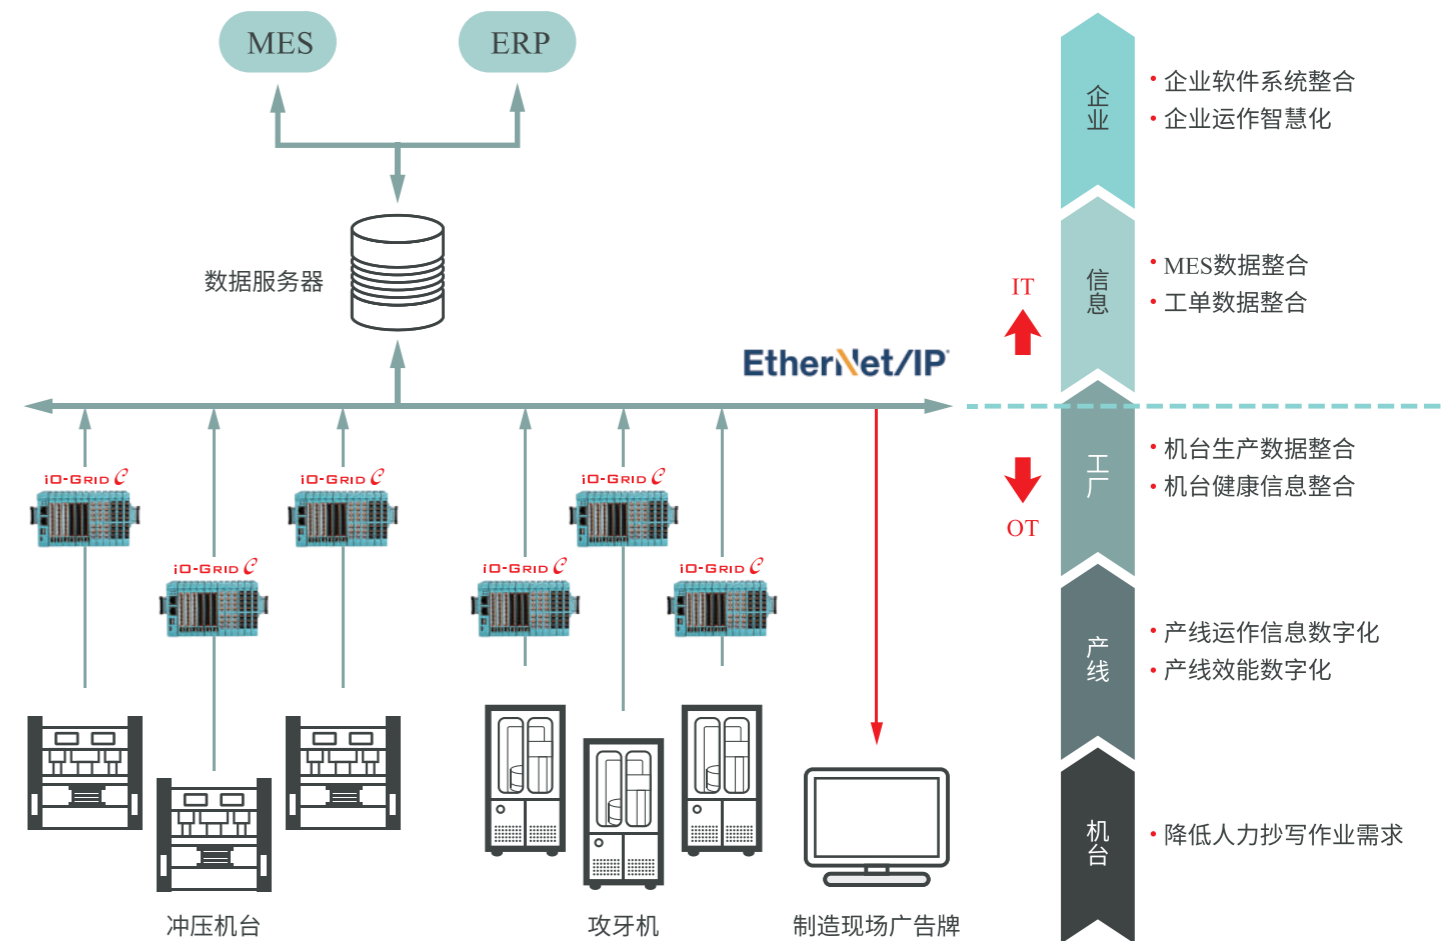 MES
ERP
数据服务器
EtherNet/IP
iO-GRID C
iO-GRID C
iO-GRID C
iO-GRID C
iO-GRID C
iO-GRID C
冲压机台
攻牙机
制造现场广告牌
IT
OT
企业
• 企业软件系统整合
• 企业运作智慧化
信息
• MES数据整合
• 工单数据整合
工厂
• 机台生产数据整合
• 机台健康信息整合
产线
• 产线运作信息数字化
• 产线效能数字化
机台
• 降低人力抄写作业需求